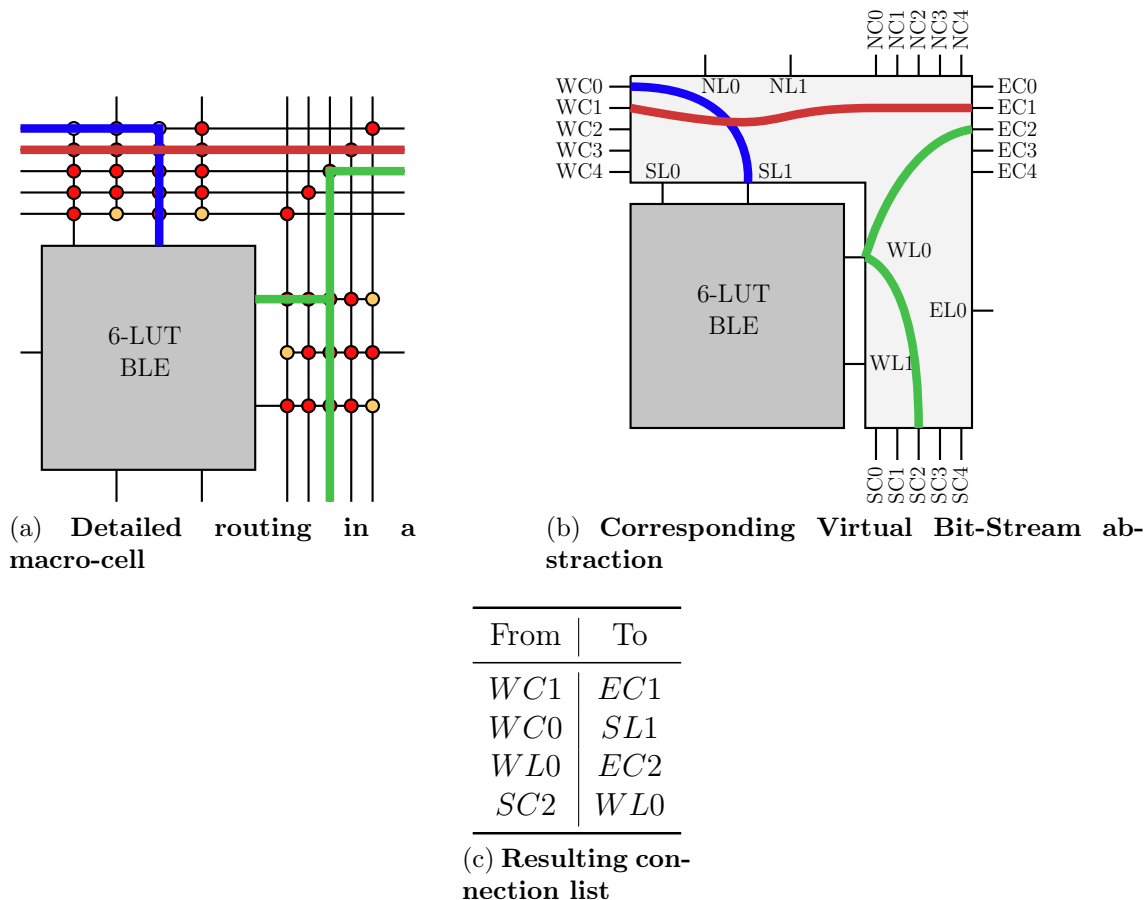 NC0
NC1
NC2
NC3
NC4
WC0
WC1
WC2
WC3
WC4
NL0
NL1
EC0
EC1
EC2
EC3
EC4
SL0
SL1
6-LUT
BLE
6-LUT
BLE
WL0
EL0
WL1
SC0
SC1
SC2
SC3
SC4
(a) Detailed routing in a
macro-cell
(b) Corresponding Virtual Bit-Stream ab-
straction
From To
WC1 EC1
WC0 SL1
WL0 EC2
SC2 WL0
(c) Resulting con-
nection list